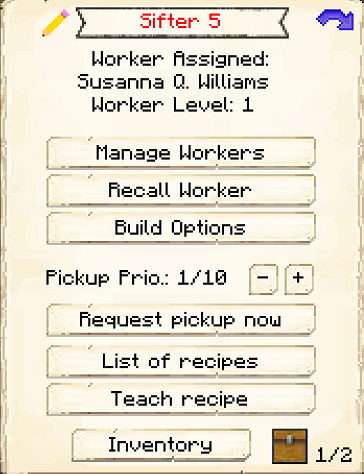 Sifter 5
Worker Assigned:
Susanna Q. Williams
Worker Level: 1
Manage Workers
Recall Worker
Build Options
Pickup Prio.: 1/10 - +
Request pickup now
List of recipes
Teach recipe
Inventory
1/2